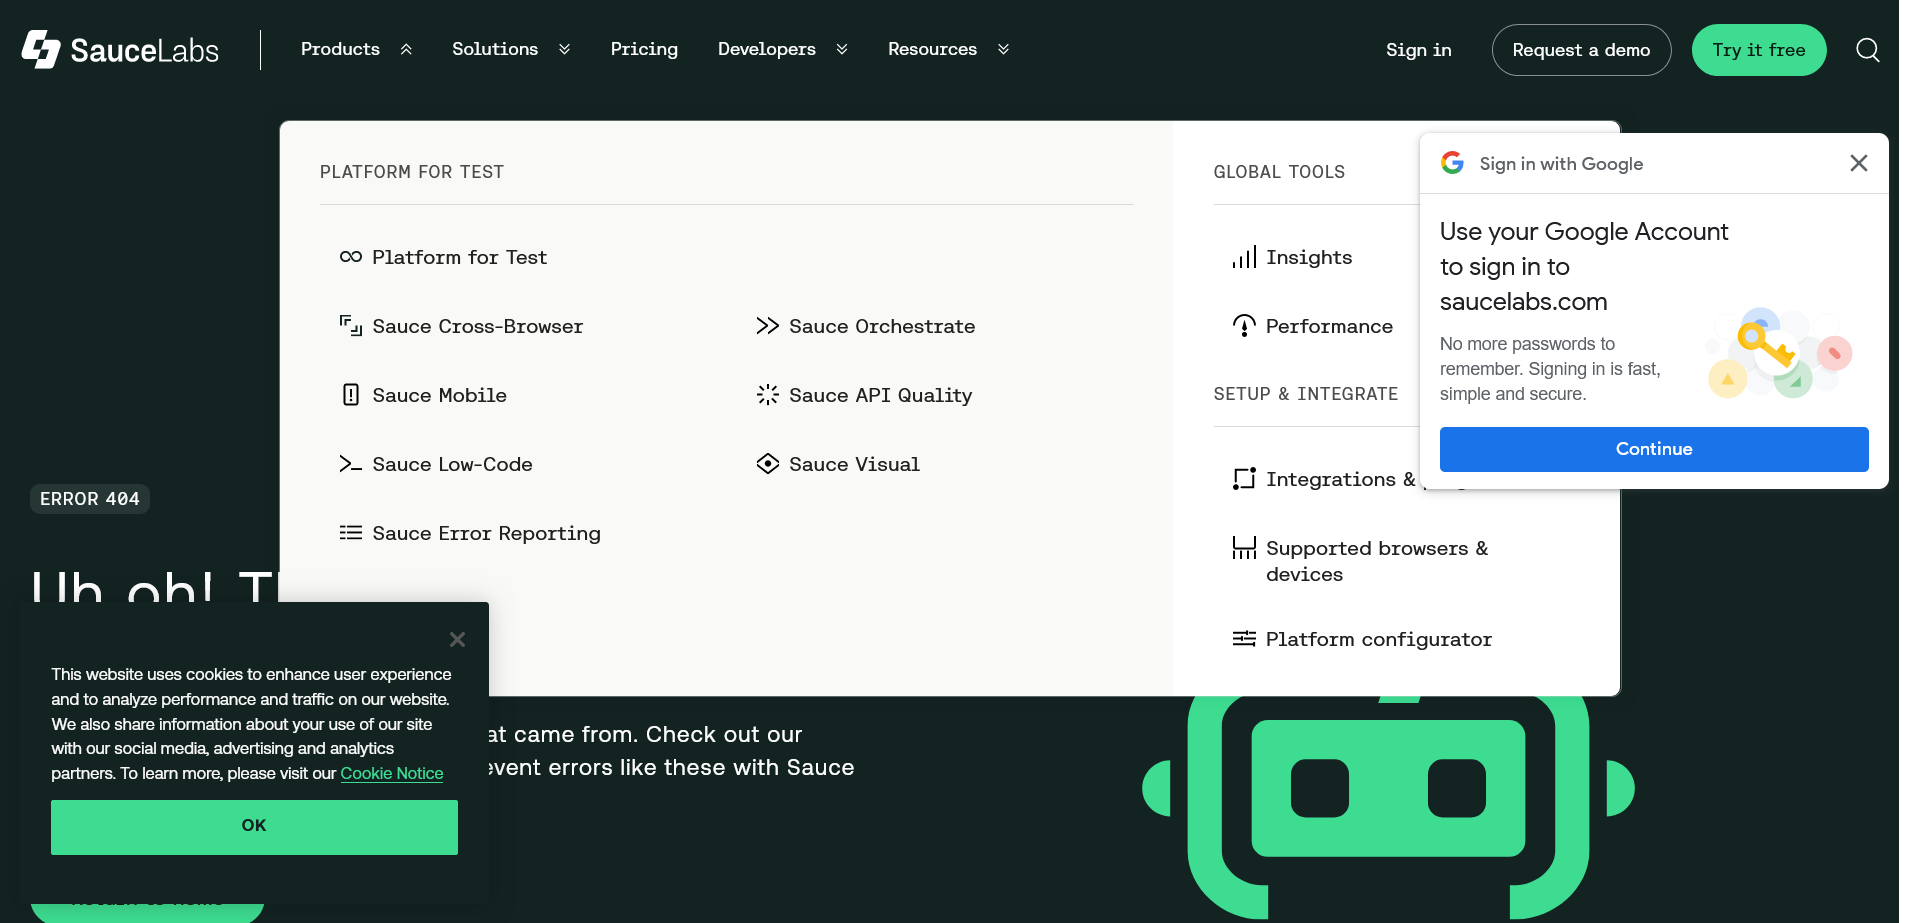 SauceLabs
Products
Solutions
Pricing
Developers
Resources
Sign in
Request a demo
Try it free
PLATFORM FOR TEST
Platform for Test
Sauce Cross-Browser
Sauce Orchestrate
Sauce Mobile
Sauce API Quality
Sauce Low-Code
Sauce Visual
Sauce Error Reporting
GLOBAL TOOLS
Insights
Performance
SETUP & INTEGRATE
Integrations &
Supported browsers &
devices
Platform configurator
Sign in with Google
Use your Google Account
to sign in to
saucelabs.com
No more passwords to
remember. Signing in is fast,
simple and secure.
Continue
ERROR 404
Uh oh!
at came from. Check out our
event errors like these with Sauce
This website uses cookies to enhance user experience
and to analyze performance and traffic on our website.
We also share information about your use of our site
with our social media, advertising and analytics
partners. To learn more, please visit our Cookie Notice
OK